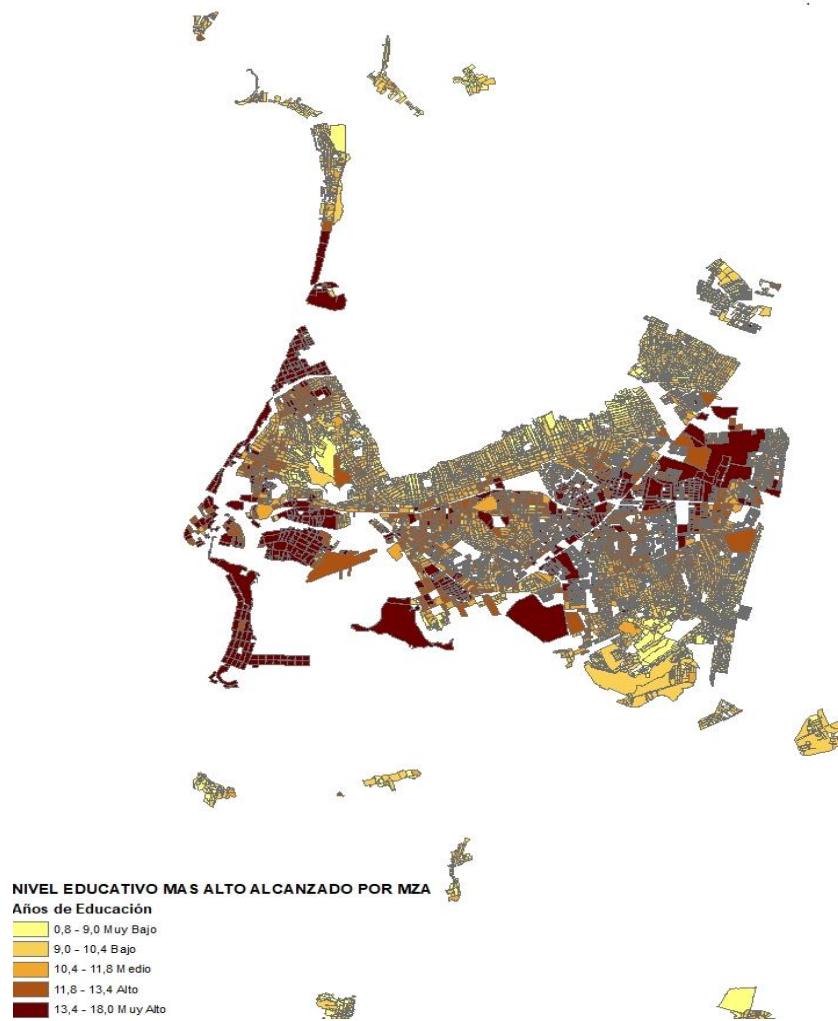 NIVEL EDUCATIVO MAS ALTO ALCANZADO POR MZA
Años de Educación
0,8 - 9,0 Muy Bajo
9,0 - 10,4 Bajo
10,4 - 11,8 Medio
11,8 - 13,4 Alto
13,4 - 18,0 Muy Alto